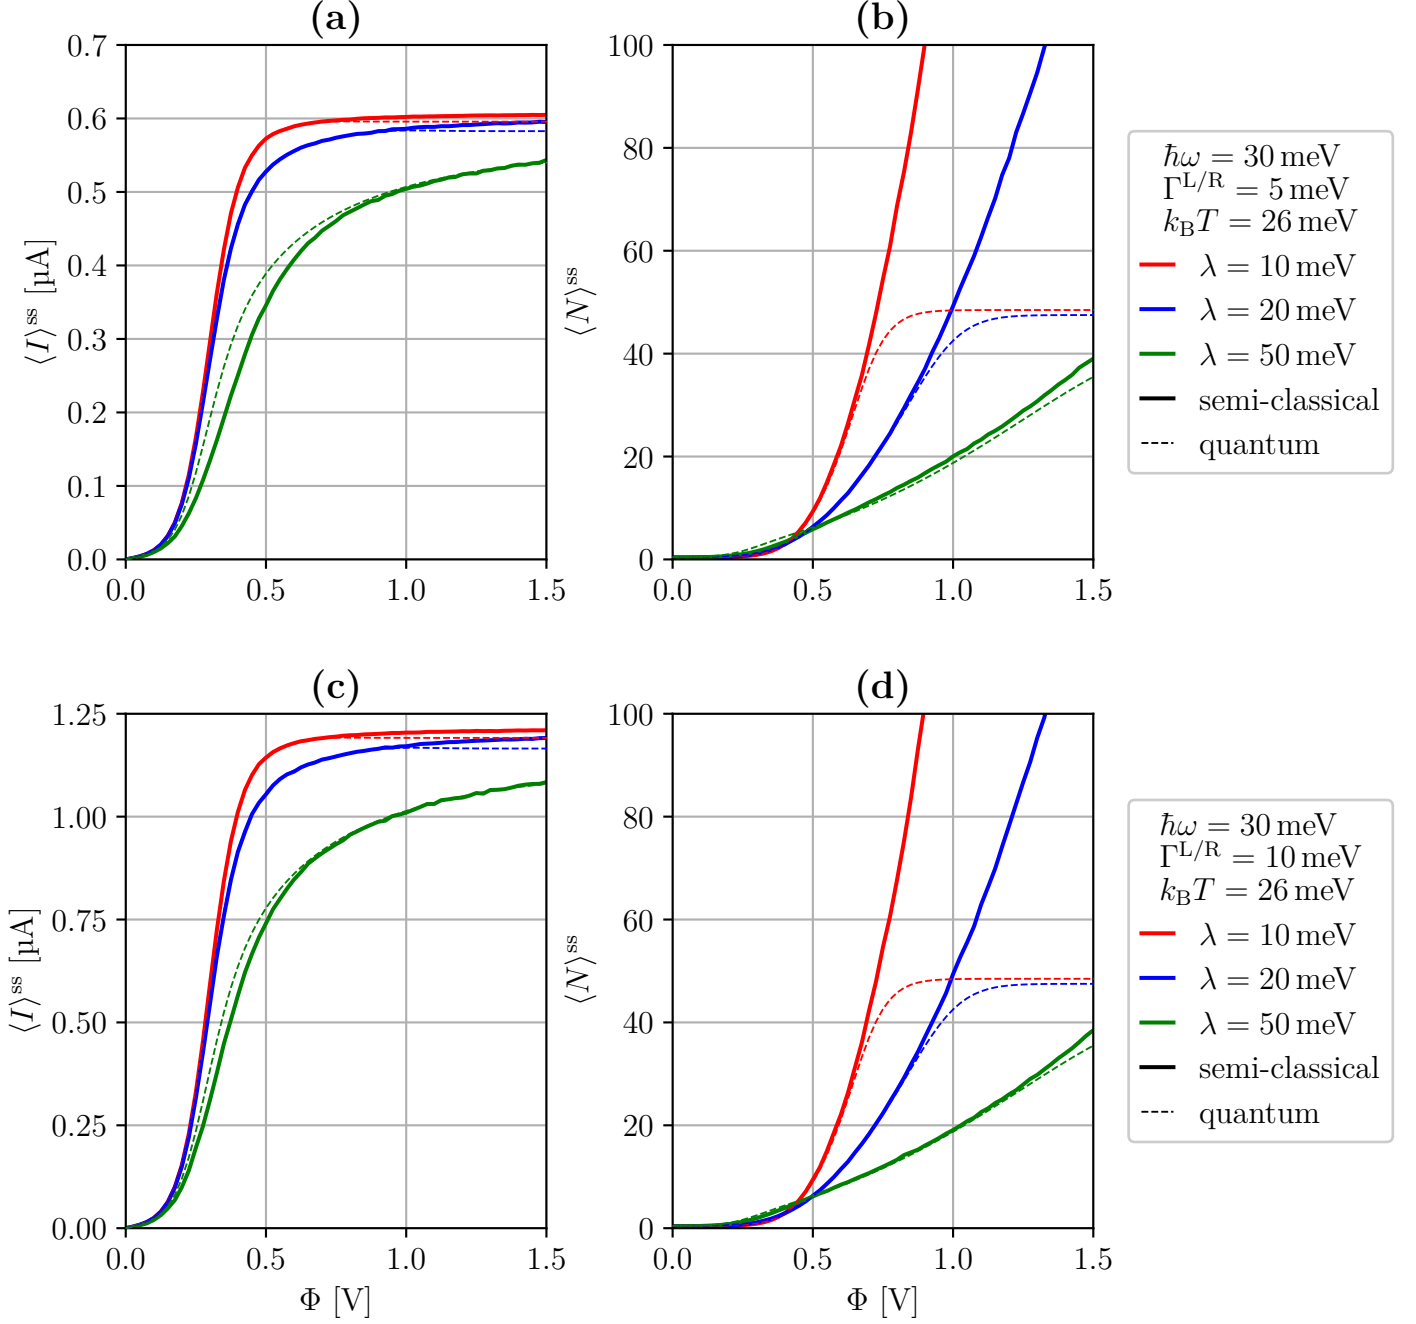 (a)
(b)
0.7
0.6
0.5
0.4
0.3
0.2
0.1
0.0
⟨I⟩ˢˢ [µA]
0.0 0.5 1.0 1.5
100
80
60
40
20
0
⟨N⟩ˢˢ
0.0 0.5 1.0 1.5
ℏω = 30 meV
Γᴸ/ᴿ = 5 meV
k_B T = 26 meV
λ = 10 meV
λ = 20 meV
λ = 50 meV
semi-classical
quantum
(c)
(d)
1.25
1.00
0.75
0.50
0.25
0.00
⟨I⟩ˢˢ [µA]
0.0 0.5 1.0 1.5
Φ [V]
100
80
60
40
20
0
⟨N⟩ˢˢ
0.0 0.5 1.0 1.5
Φ [V]
ℏω = 30 meV
Γᴸ/ᴿ = 10 meV
k_B T = 26 meV
λ = 10 meV
λ = 20 meV
λ = 50 meV
semi-classical
quantum